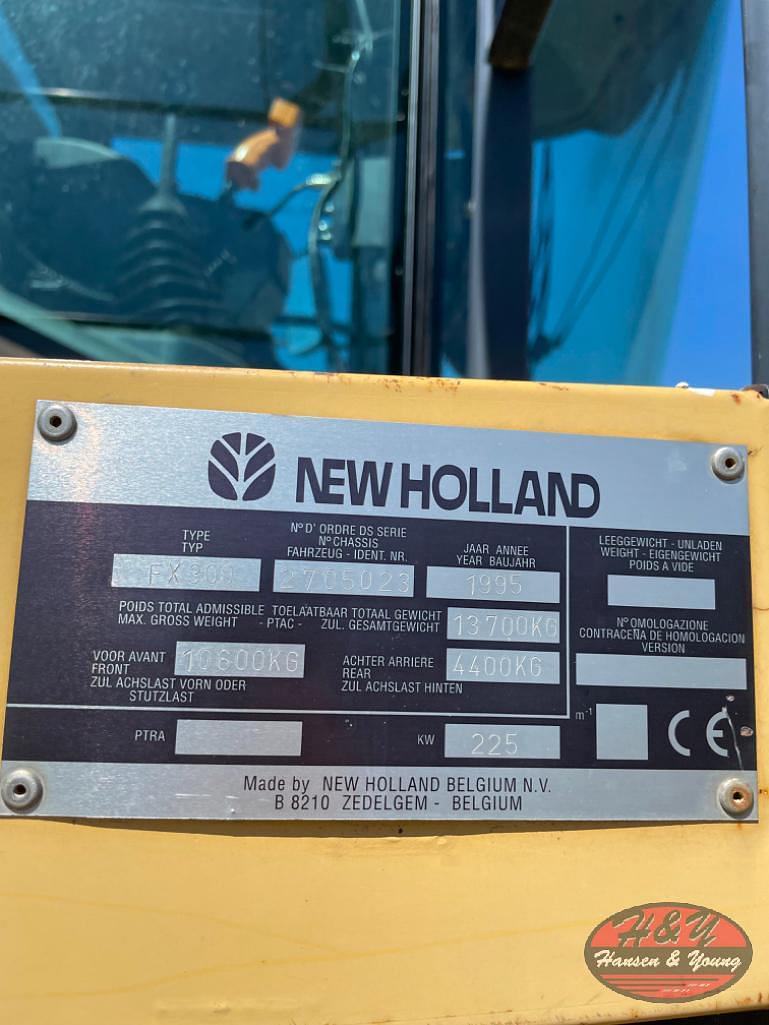 NEW HOLLAND
TYPE
TYP
FX300
N° D' ORDRE DS SERIE
N° CHASSIS
FAHRZEUG - IDENT. NR.
2705023
JAAR ANNEE
YEAR BAUJAHR
1995
LEEGGEWICHT - UNLADEN
WEIGHT - EIGENGEWICHT
POIDS A VIDE
POIDS TOTAL ADMISSIBLE TOELAATBAAR TOTAAL GEWICHT
MAX. GROSS WEIGHT - PTAC - ZUL. GESAMTGEWICHT
13700KG
N° OMOLOGAZIONE
CONTRACEÑA DE HOMOLOGACION
VERSION
VOOR AVANT
FRONT
ZUL ACHSLAST VORN ODER
STUTZLAST
10600KG
ACHTER ARRIERE
REAR
ZUL ACHSLAST HINTEN
4400KG
PTRA
KW
225
m⁻¹
CE
Made by NEW HOLLAND BELGIUM N.V.
B 8210 ZEDELGEM - BELGIUM
H&Y
Hansen & Young